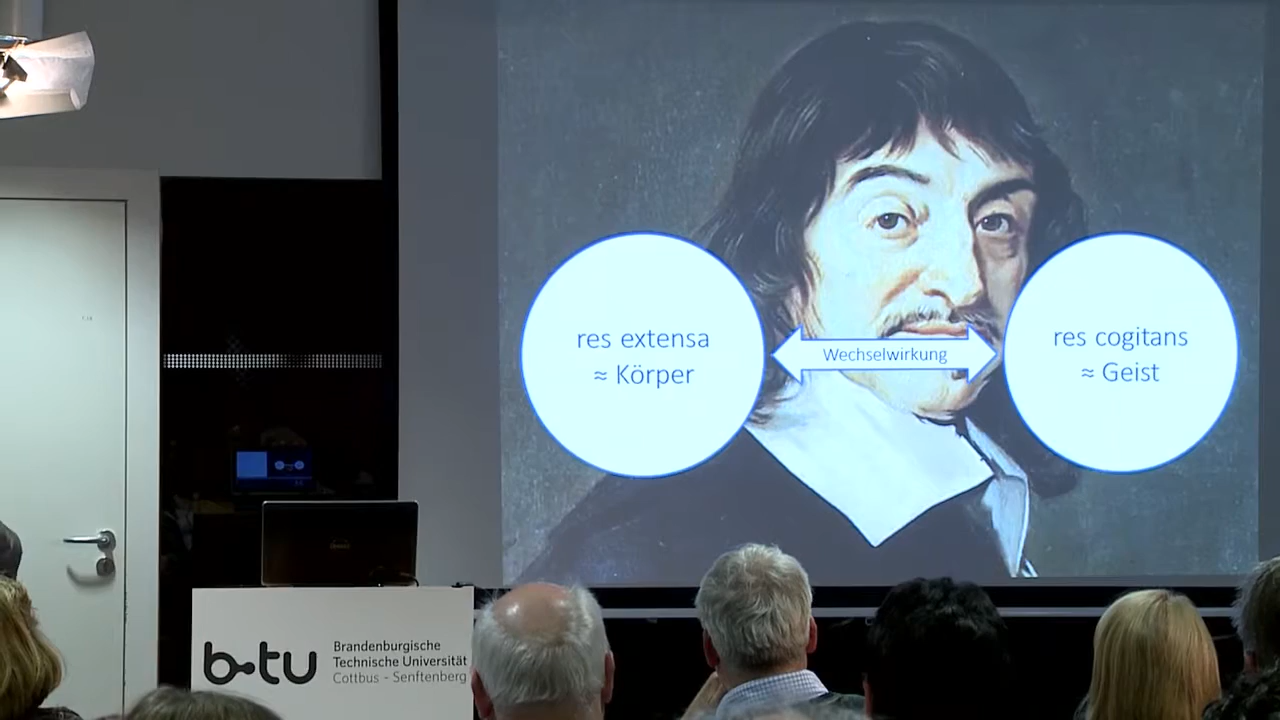 res extensa
≈ Körper
Wechselwirkung
res cogitans
≈ Geist
b-tu
Brandenburgische
Technische Universität
Cottbus - Senftenberg